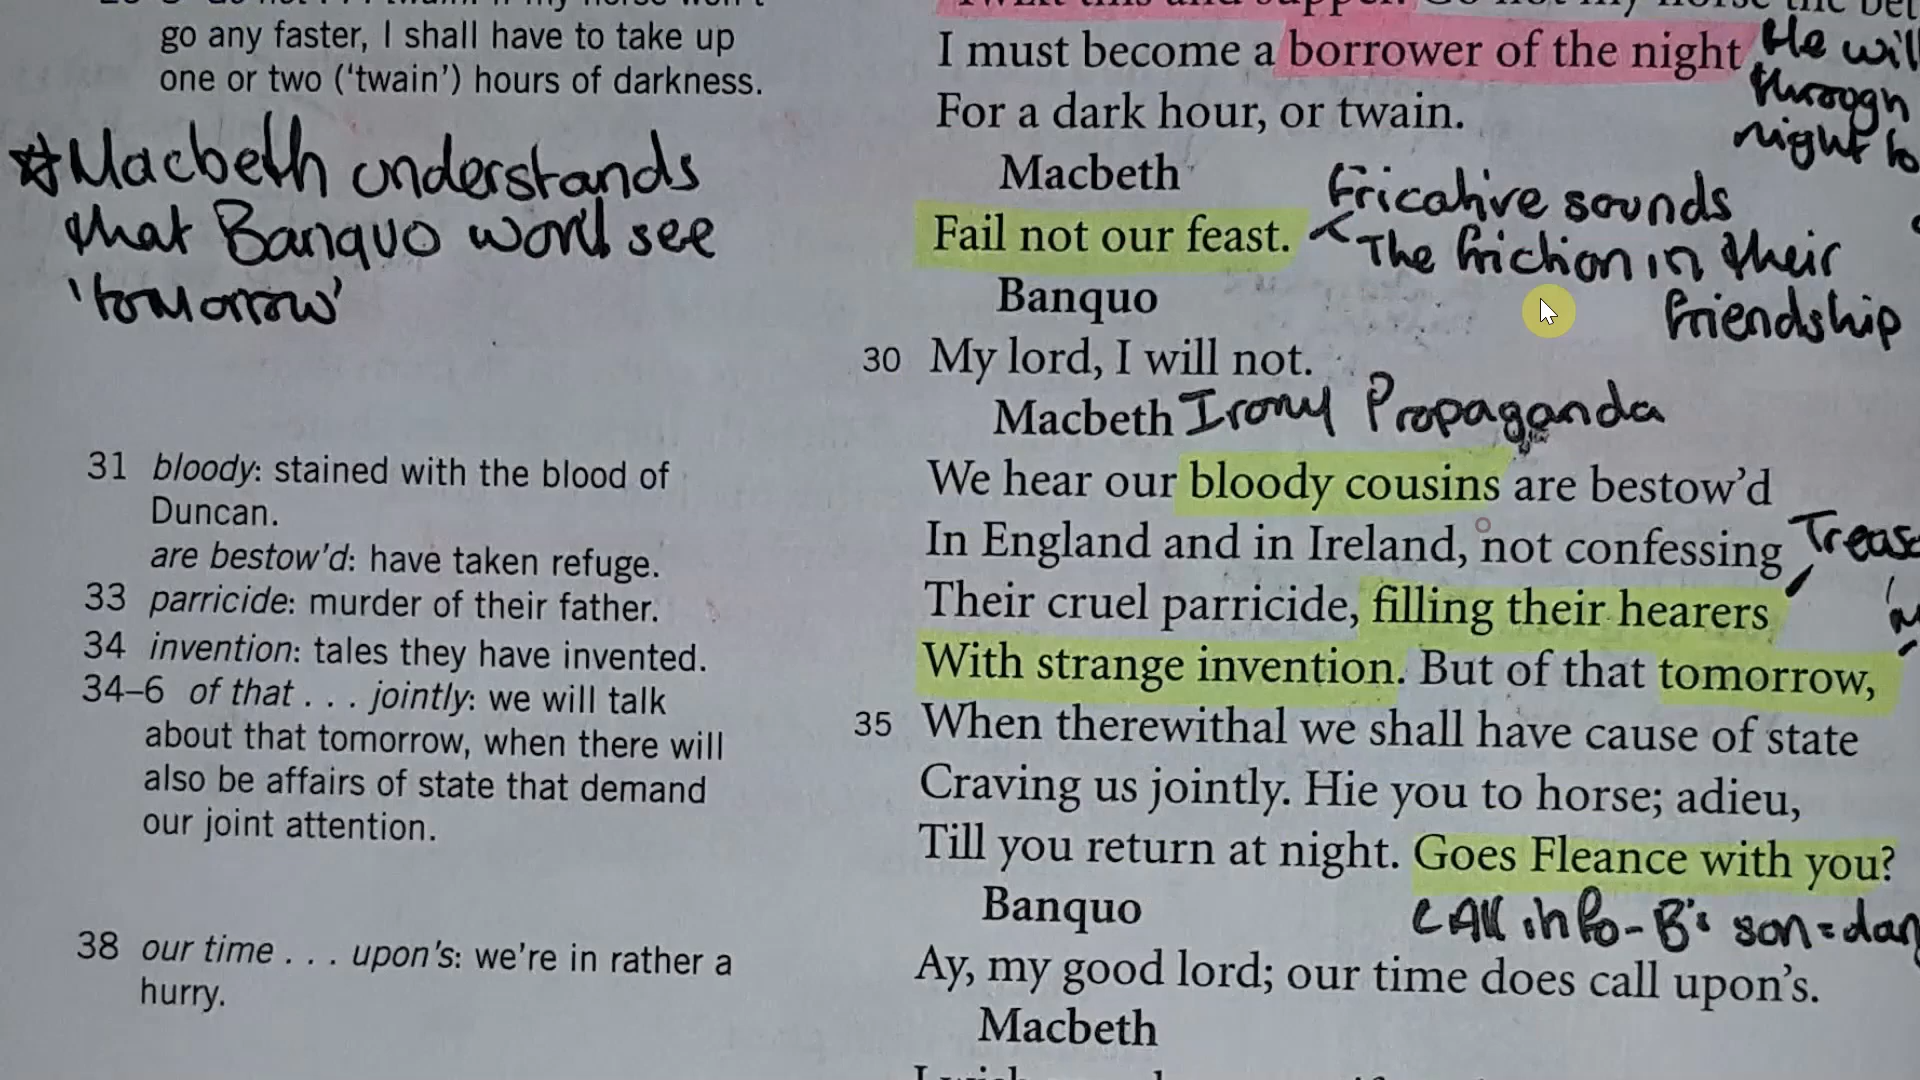 go any faster, I shall have to take up
one or two (‘twain’) hours of darkness.
☆Macbeth understands
that Banquo won't see
'tomorrow'
31 bloody: stained with the blood of
Duncan.
are bestow’d: have taken refuge.
33 parricide: murder of their father.
34 invention: tales they have invented.
34–6 of that . . . jointly: we will talk
about that tomorrow, when there will
also be affairs of state that demand
our joint attention.
38 our time . . . upon's: we're in rather a
hurry.
I must become a borrower of the night
For a dark hour, or twain.
Macbeth
Fail not our feast.
Banquo
30 My lord, I will not.
Macbeth
We hear our bloody cousins are bestow’d
In England and in Ireland, not confessing
Their cruel parricide, filling their hearers
With strange invention. But of that tomorrow,
35 When therewithal we shall have cause of state
Craving us jointly. Hie you to horse; adieu,
Till you return at night. Goes Fleance with you?
Banquo
Ay, my good lord; our time does call upon’s.
Macbeth
He will
through
night to
Fricative sounds
The friction in their
friendship
Irony Propaganda
Treaso
All info - B's son = dan